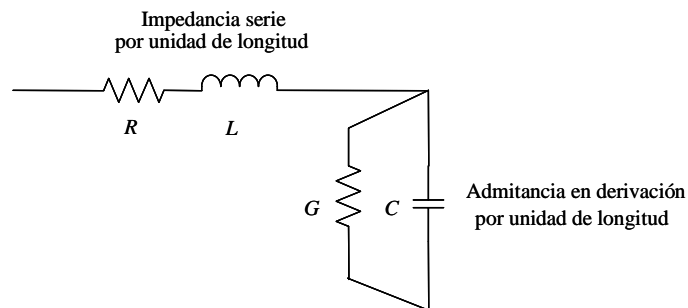 Impedancia serie
por unidad de longitud
R
L
G
C
Admitancia en derivación
por unidad de longitud